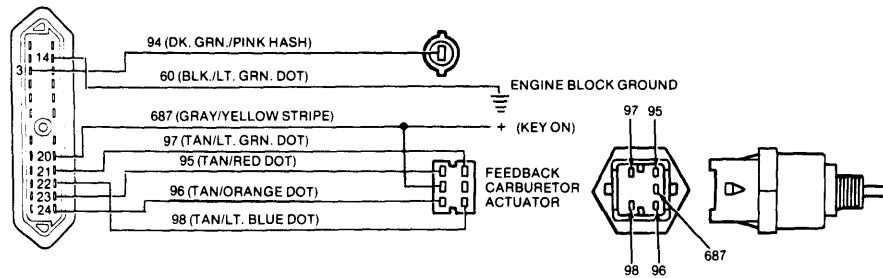 94 (DK. GRN./PINK HASH)
14
3
60 (BLK./LT. GRN. DOT)
ENGINE BLOCK GROUND
687 (GRAY/YELLOW STRIPE)
+ (KEY ON)
97 (TAN/LT. GRN. DOT)
97 95
20
95 (TAN/RED DOT)
21
22
23
24
96 (TAN/ORANGE DOT)
98 (TAN/LT. BLUE DOT)
FEEDBACK
CARBURETOR
ACTUATOR
687
98 96